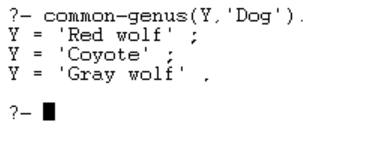 ?- common-genus(Y,'Dog').
Y = 'Red wolf' ;
Y = 'Coyote' ;
Y = 'Gray wolf' .
?-